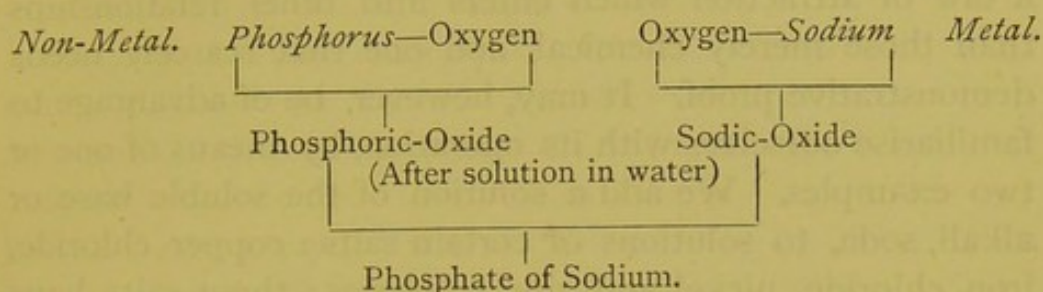 Non-Metal. Phosphorus—Oxygen Oxygen—Sodium Metal.
Phosphoric-Oxide Sodic-Oxide
(After solution in water)
Phosphate of Sodium.